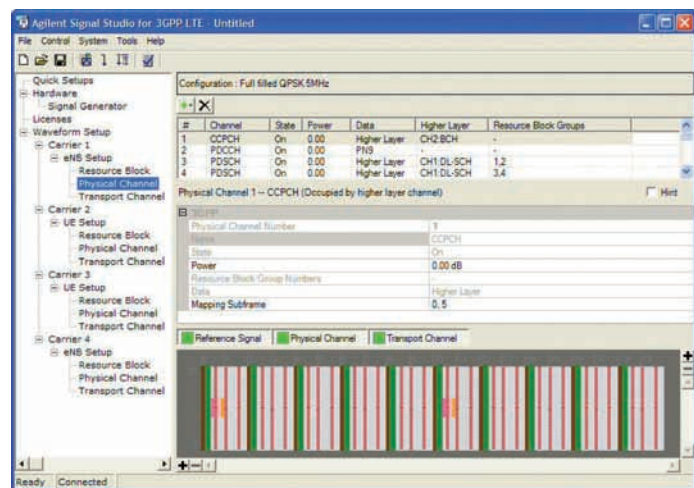 Agilent Signal Studio for 3GPP LTE - Untitled
File Control System Tools Help
Quick Setups
Hardware
Signal Generator
Licenses
Waveform Setup
Carrier 1
eNB Setup
Resource Block
Physical Channel
Transport Channel
Carrier 2
UE Setup
Resource Block
Physical Channel
Transport Channel
Carrier 3
UE Setup
Resource Block
Physical Channel
Transport Channel
Carrier 4
eNB Setup
Resource Block
Physical Channel
Transport Channel
Configuration : Full filled QPSK 5MHz
# Channel State Power Data Higher Layer Resource Block Groups
1 CCPCH On 0.00 Higher Layer CH2:BCH -
2 PDCCH On 0.00 PN9 - -
3 PDSCH On 0.00 Higher Layer CH1:DL-SCH 1,2
4 PDSCH On 0.00 Higher Layer CH1:DL-SCH 3,4
Physical Channel 1 -- CCPCH (Occupied by higher layer channel) Hint
3GPP
Physical Channel Number 1
Name CCPCH
State On
Power 0.00 dB
Resource Block Group Numbers -
Data Higher Layer
Mapping Subframe 0, 5
Reference Signal Physical Channel Transport Channel
Ready Connected